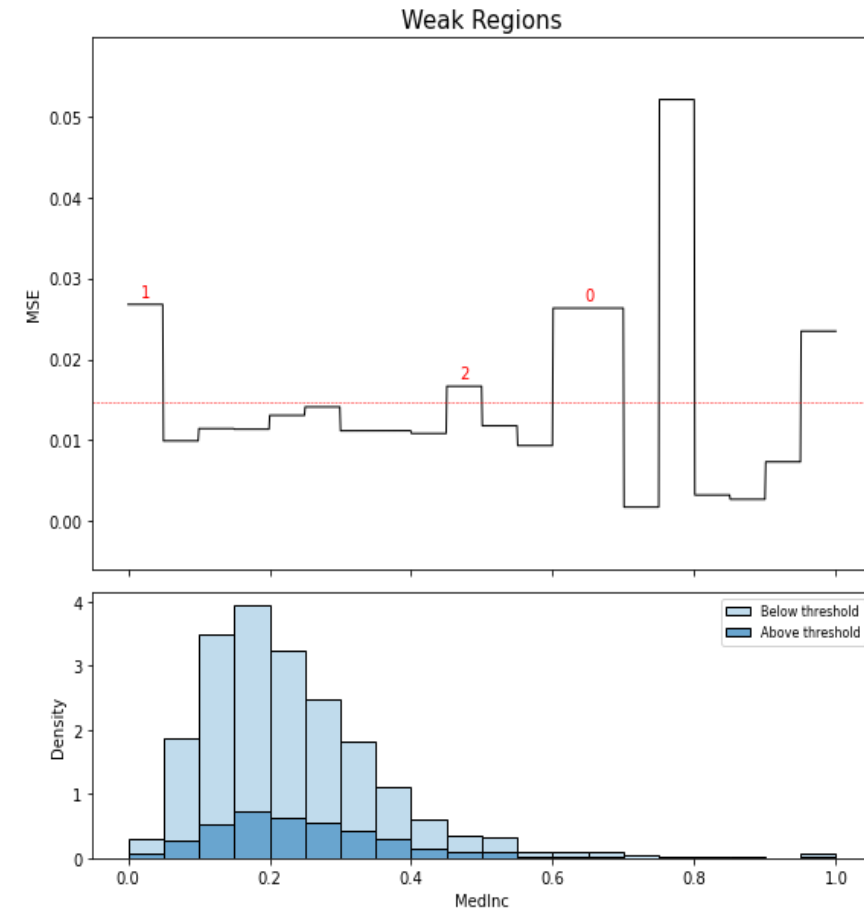 Weak Regions
MSE
0.05
0.04
0.03
0.02
0.01
0.00
1
2
0
Density
4
3
2
1
0
Below threshold
Above threshold
0.0 0.2 0.4 0.6 0.8 1.0
MedInc